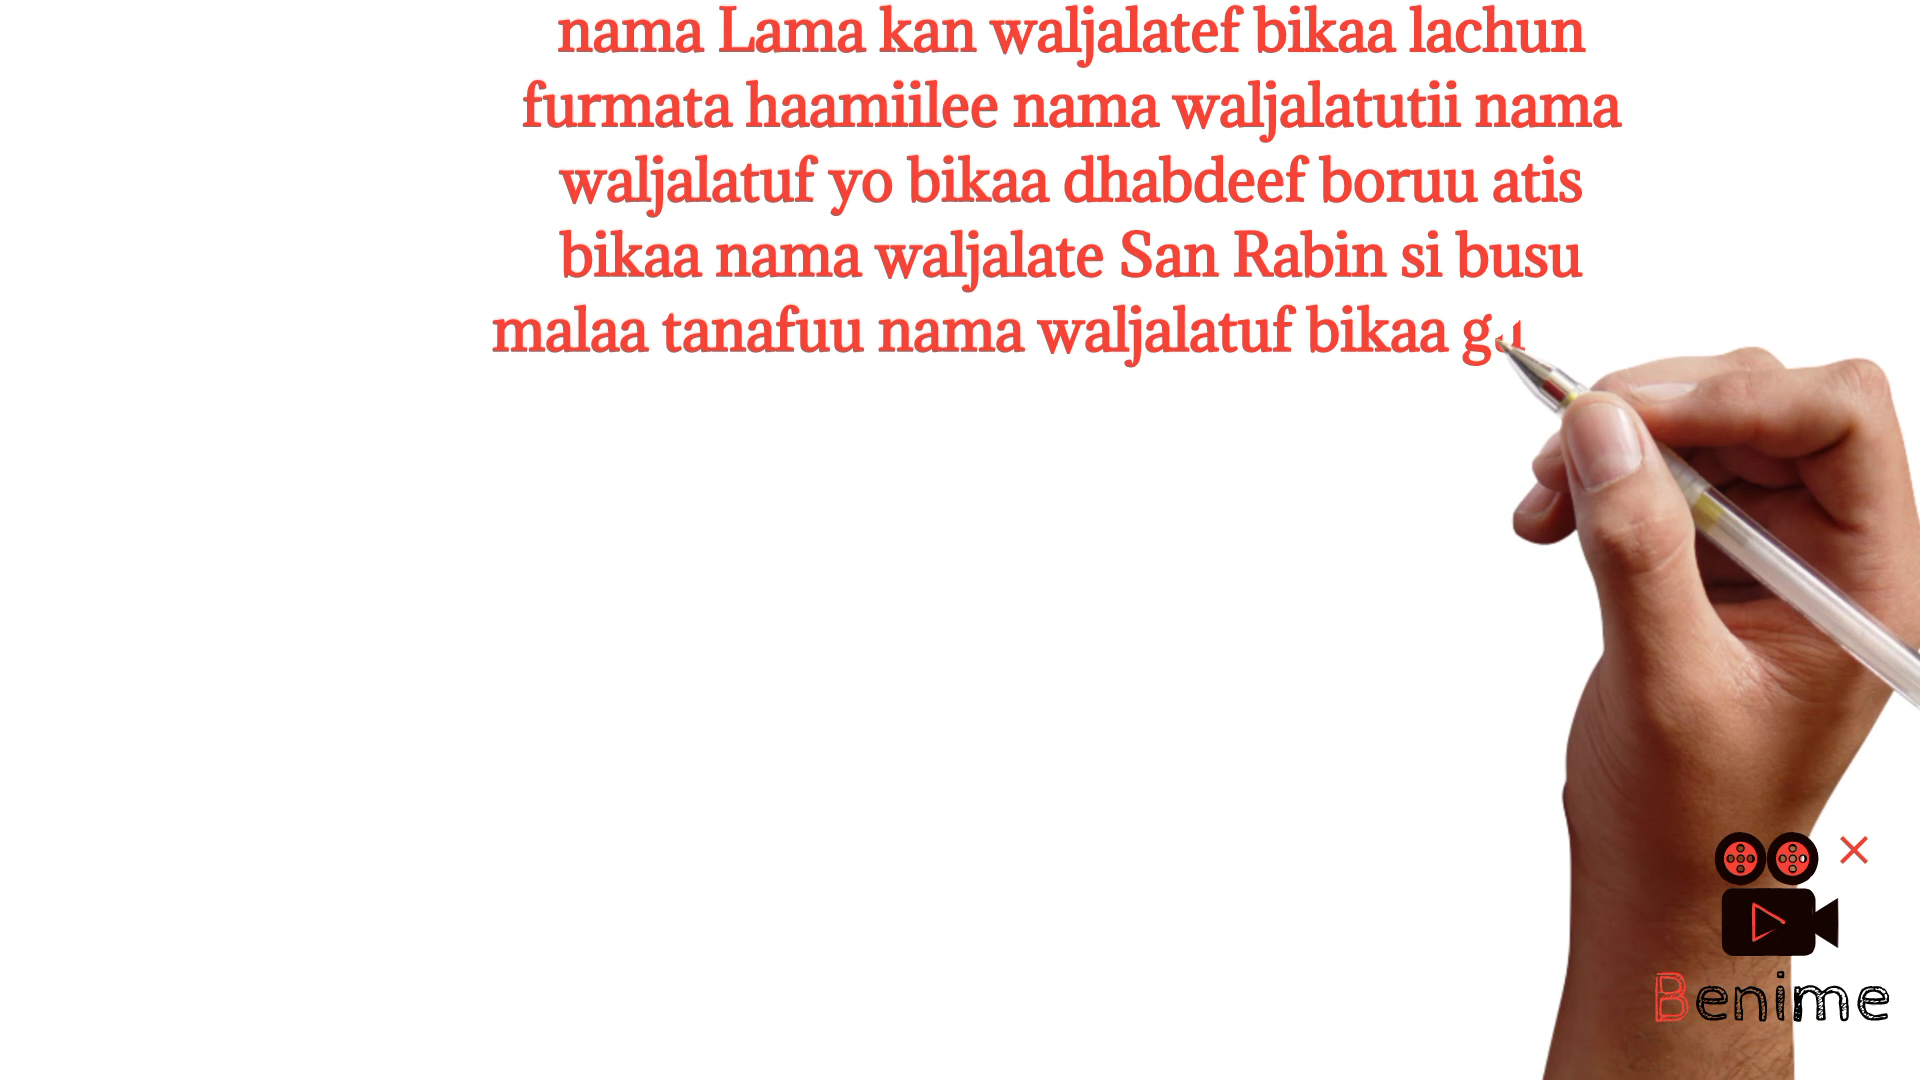 nama Lama kan waljalatef bikaa lachun
furmata haamiilee nama waljalatutii nama
waljalatuf yo bikaa dhabdeef boruu atis
bikaa nama waljalate San Rabin si busu
malaa tanafuu nama waljalatuf bikaa
Benime